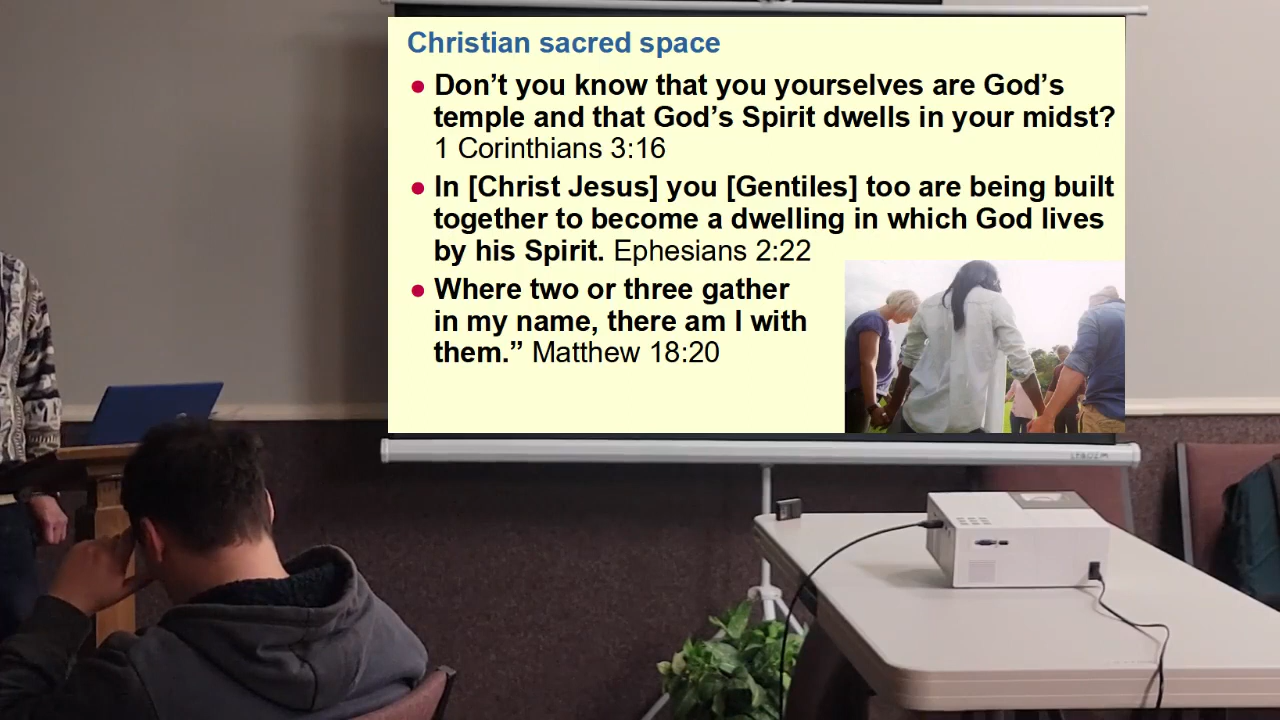 Christian sacred space
● Don’t you know that you yourselves are God’s
temple and that God’s Spirit dwells in your midst?
1 Corinthians 3:16
● In [Christ Jesus] you [Gentiles] too are being built
together to become a dwelling in which God lives
by his Spirit. Ephesians 2:22
● Where two or three gather
in my name, there am I with
them.” Matthew 18:20